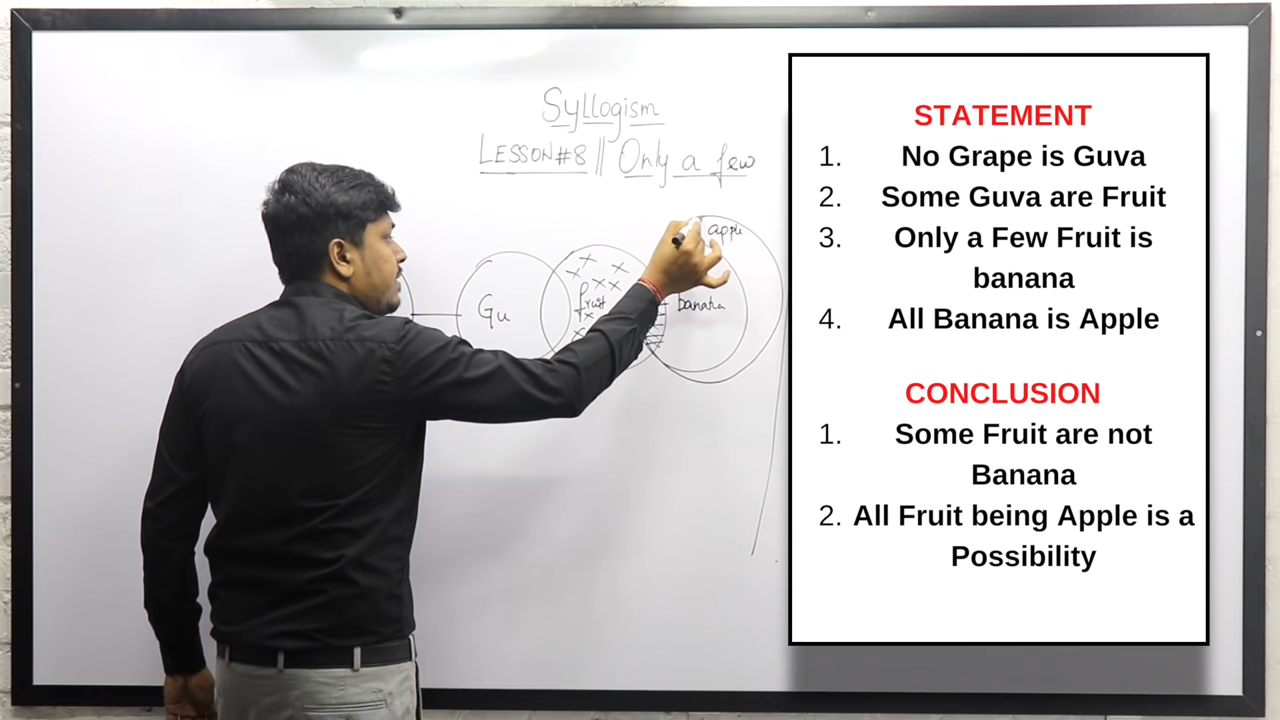 Syllogism
LESSON#8 || Only a few
apple
Gu
fruit
banana
STATEMENT
1. No Grape is Guva
2. Some Guva are Fruit
3. Only a Few Fruit is
banana
4. All Banana is Apple
CONCLUSION
1. Some Fruit are not
Banana
2. All Fruit being Apple is a
Possibility